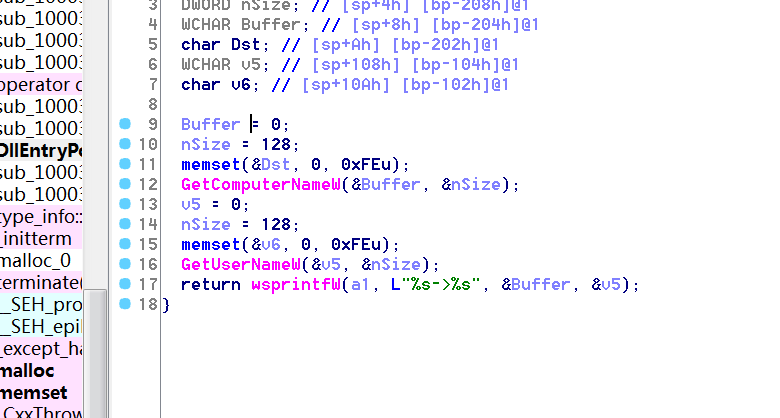 sub_1000
sub_1000
sub_1000
operator c
sub_1000
sub_1000
sub_1000
DllEntryPo
sub_1000
sub_1000
type_info::
_initterm
malloc_0
terminate(
__SEH_pro
__SEH_epi
_except_ha
malloc
memset
_CxxThrow
3 DWORD nSize; // [sp+4h] [bp-208h]@1
4 WCHAR Buffer; // [sp+8h] [bp-204h]@1
5 char Dst; // [sp+Ah] [bp-202h]@1
6 WCHAR v5; // [sp+108h] [bp-104h]@1
7 char v6; // [sp+10Ah] [bp-102h]@1
8
9 Buffer = 0;
10 nSize = 128;
11 memset(&Dst, 0, 0xFEu);
12 GetComputerNameW(&Buffer, &nSize);
13 v5 = 0;
14 nSize = 128;
15 memset(&v6, 0, 0xFEu);
16 GetUserNameW(&v5, &nSize);
17 return wsprintfW(a1, L"%s->%s", &Buffer, &v5);
18 }